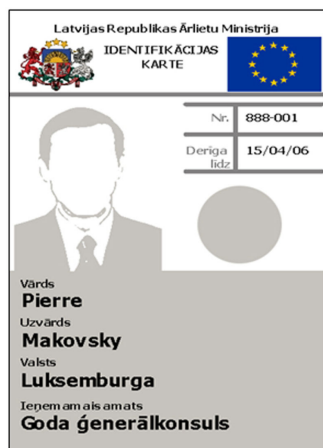 Latvijas Republikas Ārlietu Ministrija
IDENTIFIKĀCIJAS
KARTE
Nr. 888-001
Deriga 15/04/06
līdz
Vārds
Pierre
Uzvārds
Makovsky
Valsts
Luksemburga
Ieņemamais amats
Goda ģenerālkonsuls